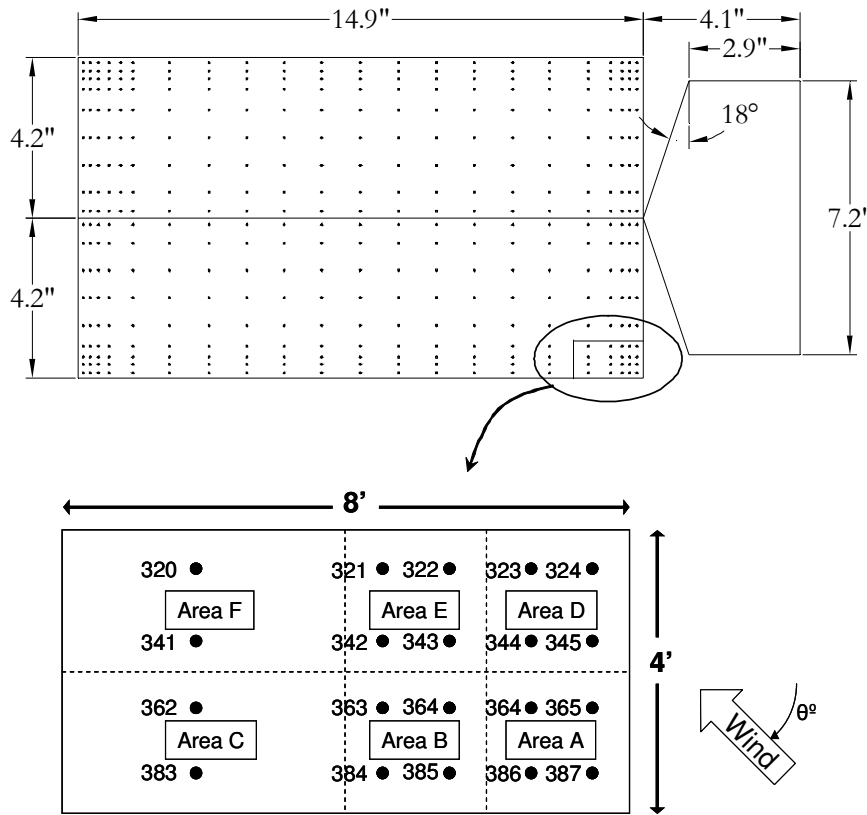 14.9"
4.1"
2.9"
4.2"
18°
7.2"
4.2"
8'
320 321 322 323 324
Area F Area E Area D
341 342 343 344 345
4'
362 363 364 364 365
Area C Area B Area A
383 384 385 386 387
Wind
θº